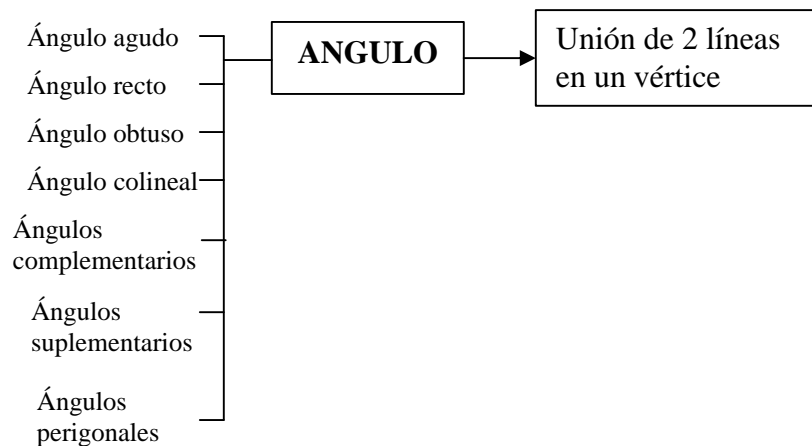 Ángulo agudo
ANGULO
Unión de 2 líneas
en un vértice
Ángulo recto
Ángulo obtuso
Ángulo colineal
Ángulos
complementarios
Ángulos
suplementarios
Ángulos
perigonales